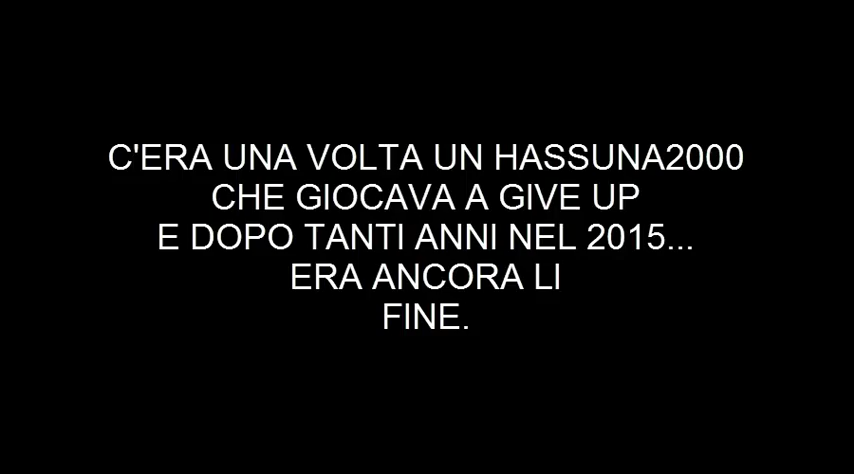 C'ERA UNA VOLTA UN HASSUNA2000
CHE GIOCAVA A GIVE UP
E DOPO TANTI ANNI NEL 2015...
ERA ANCORA LI
FINE.